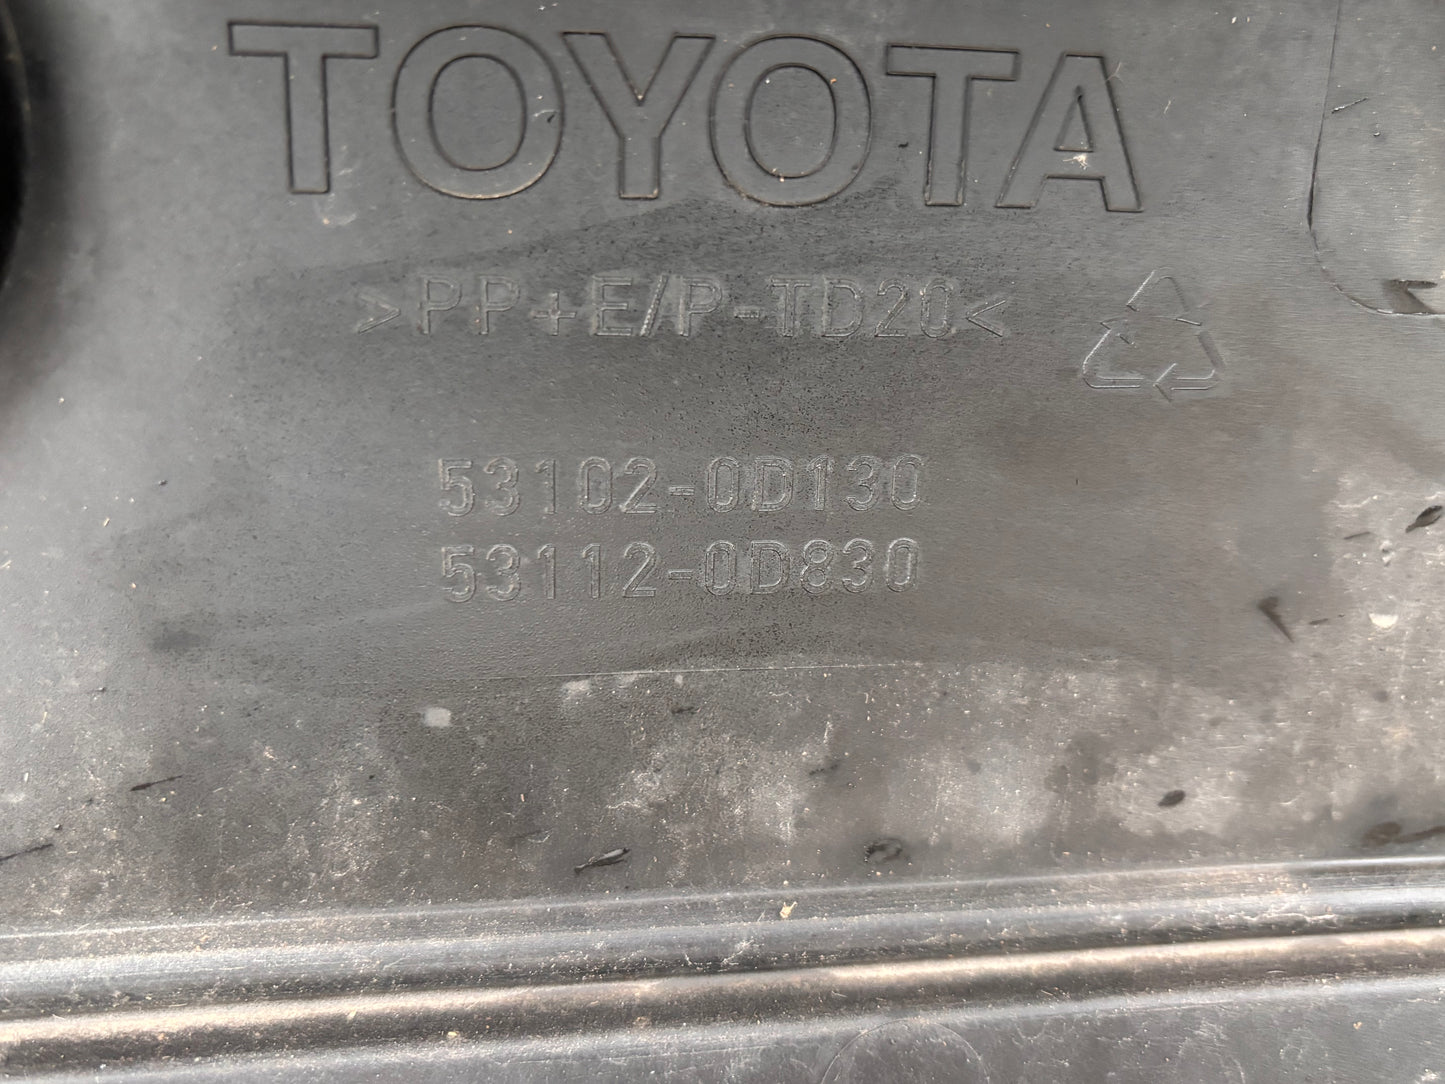 TOYOTA
>PP+E/P-TD20<
53102-0D130
53112-0D830